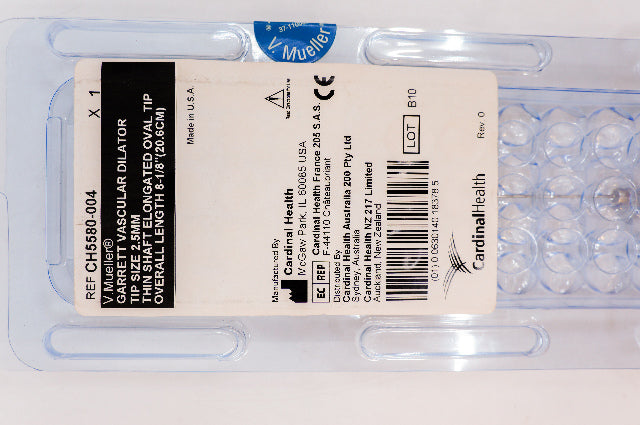 REF CH5580-004 X 1
V. Mueller®
GARRETT VASCULAR DILATOR
TIP SIZE 2.5MM
THIN SHAFT ELONGATED OVAL TIP
OVERALL LENGTH 8-1/8"(20.6CM)
Made in U.S.A.
Manufactured By
Cardinal Health
McGaw Park, IL 60085 USA
EC REP Cardinal Health France 205 S.A.S.
F-44110 Châteaubriant
CE
Distributed By
Cardinal Health Australia 200 Pty Ltd
Sydney, Australia
Cardinal Health NZ 217 Limited
Auckland, New Zealand
LOT B10
CardinalHealth
Rev. 0
V. Mueller®